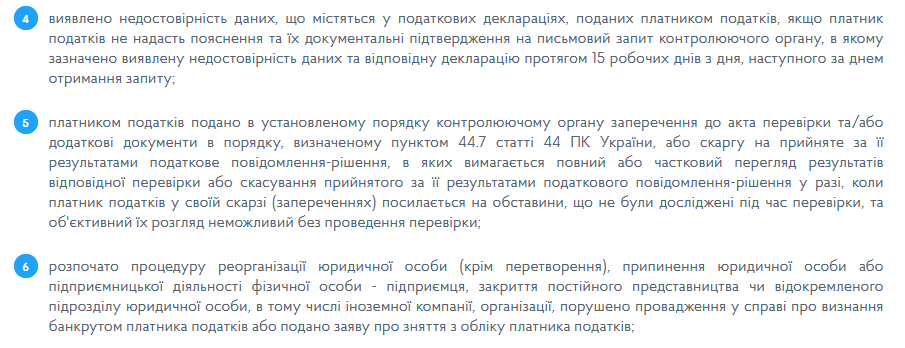 4 виявлено недостовірність даних, що містяться у податкових деклараціях, поданих платником податків, якщо платник
податків не надасть пояснення та їх документальні підтвердження на письмовий запит контролюючого органу, в якому
зазначено виявлену недостовірність даних та відповідну декларацію протягом 15 робочих днів з дня, наступного за днем
отримання запиту;
5 платником податків подано в установленому порядку контролюючому органу заперечення до акта перевірки та/або
додаткові документи в порядку, визначеному пунктом 44.7 статті 44 ПК України, або скаргу на прийняте за її
результатами податкове повідомлення-рішення, в яких вимагається повний або частковий перегляд результатів
відповідної перевірки або скасування прийнятого за її результатами податкового повідомлення-рішення у разі, коли
платник податків у своїй скарзі (запереченнях) посилається на обставини, що не були досліджені під час перевірки, та
об'єктивний їх розгляд неможливий без проведення перевірки;
6 розпочато процедуру реорганізації юридичної особи (крім перетворення), припинення юридичної особи або
підприємницької діяльності фізичної особи - підприємця, закриття постійного представництва чи відокремленого
підрозділу юридичної особи, в тому числі іноземної компанії, організації, порушено провадження у справі про визнання
банкрутом платника податків або подано заяву про зняття з обліку платника податків;